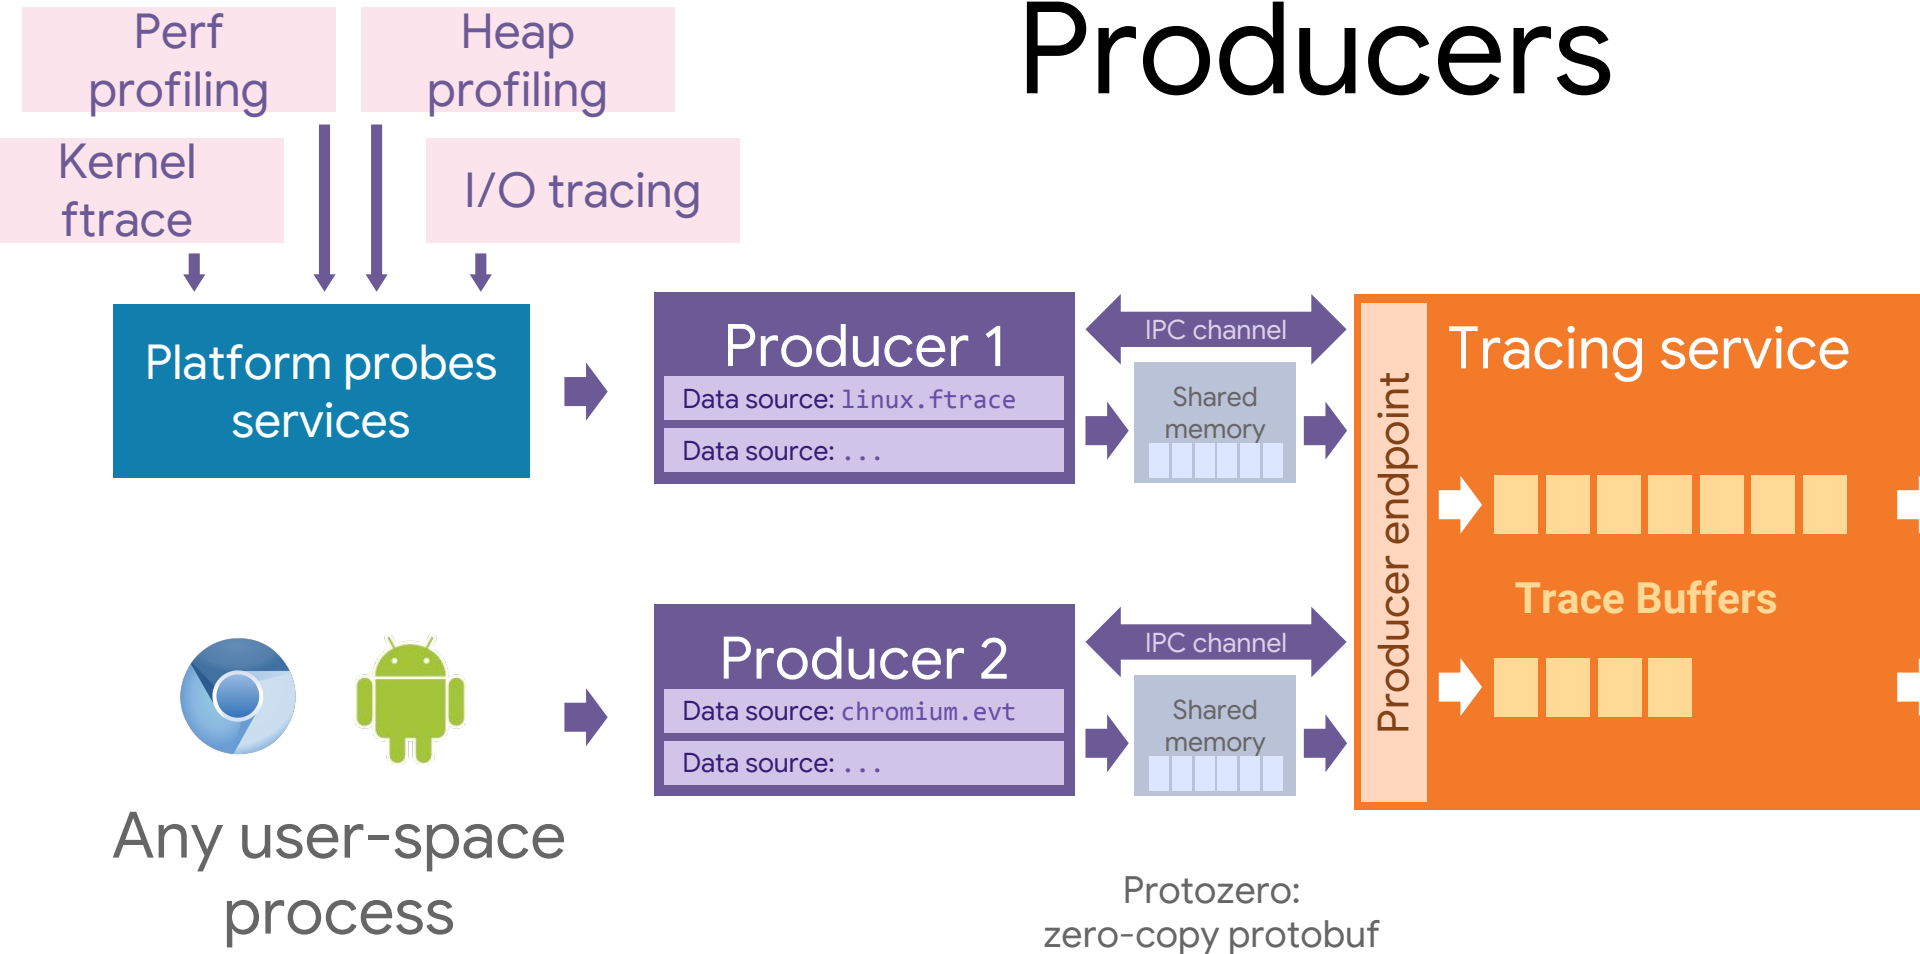 Producers
Perf
profiling
Heap
profiling
Kernel
ftrace
I/O tracing
Platform probes
services
Producer 1
Data source: linux.ftrace
Data source: ...
IPC channel
Shared
memory
Producer endpoint
Tracing service
Trace Buffers
Any user-space
process
Producer 2
Data source: chromium.evt
Data source: ...
IPC channel
Shared
memory
Protozero:
zero-copy protobuf